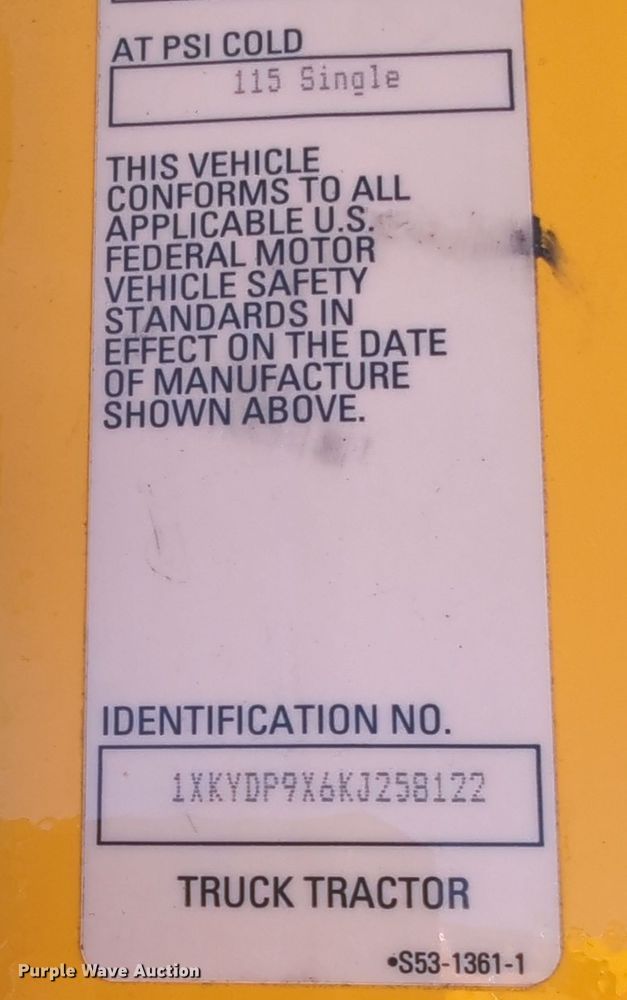 AT PSI COLD
115 Single
THIS VEHICLE
CONFORMS TO ALL
APPLICABLE U.S.
FEDERAL MOTOR
VEHICLE SAFETY
STANDARDS IN
EFFECT ON THE DATE
OF MANUFACTURE
SHOWN ABOVE.
IDENTIFICATION NO.
1XKYDP9X6KJ258122
TRUCK TRACTOR
•S53-1361-1
Purple Wave Auction